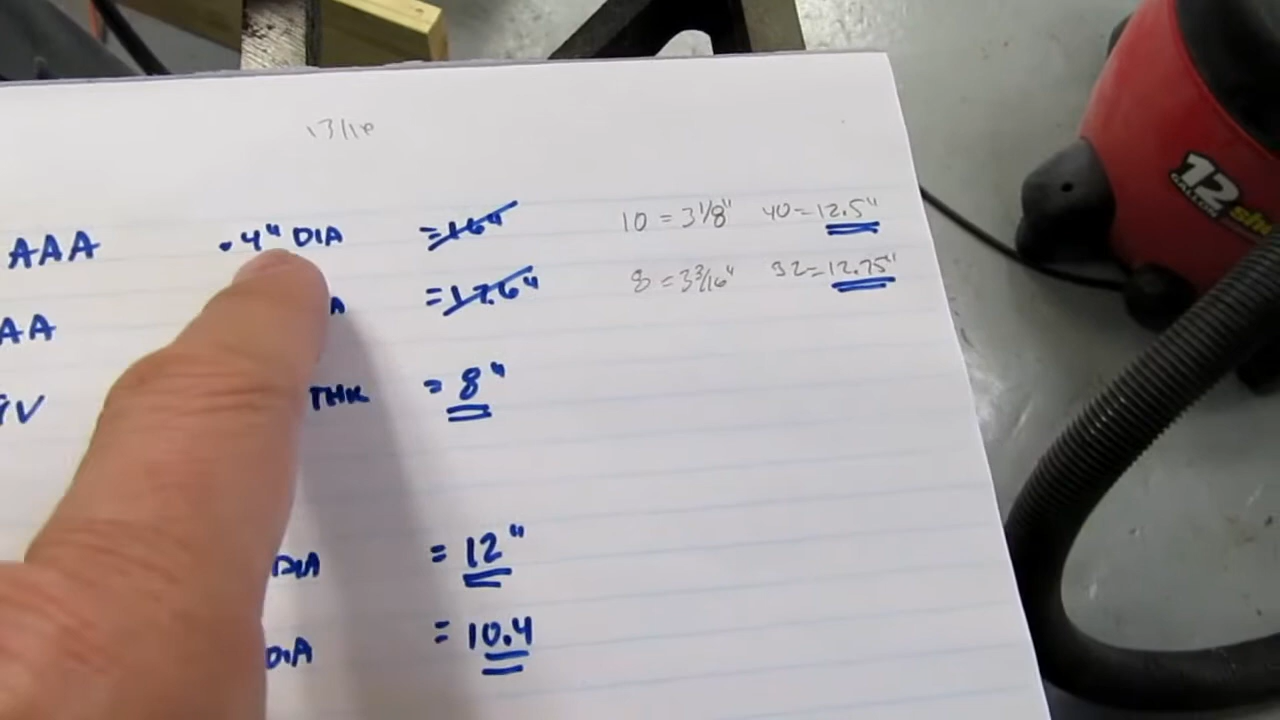 13/16
AAA .4" DIA = 16" 10 = 3 1/8" 40 = 12.5"
AA = 17.6" 8 = 3 3/16" 32 = 12.75"
THK = 8"
DIA = 12"
DIA = 10.4
12
GALLON